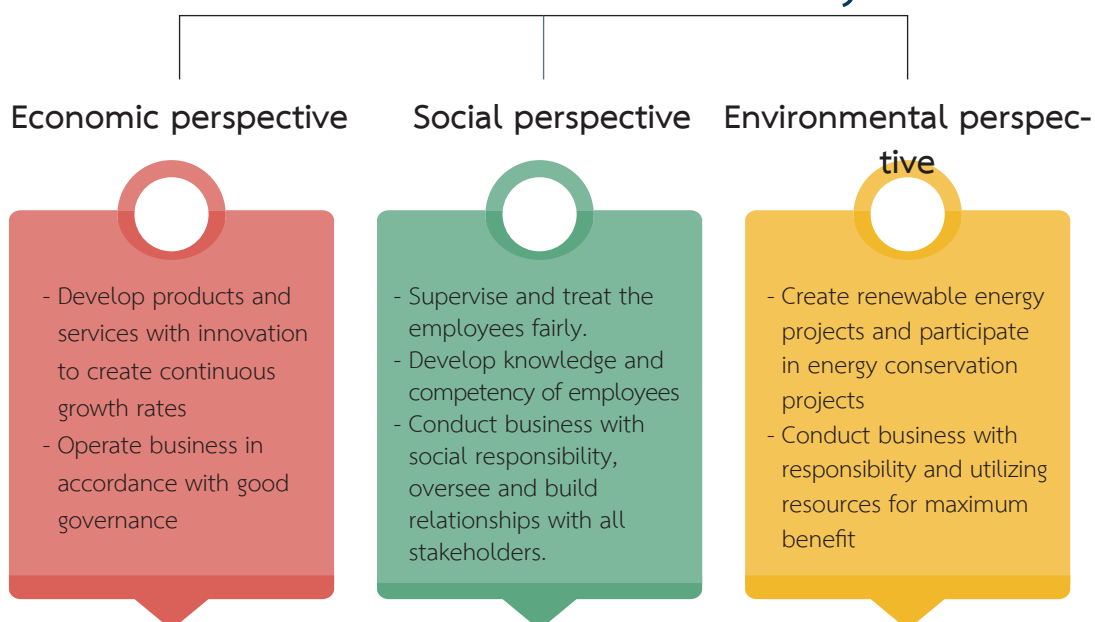 Economic perspective
- Develop products and
services with innovation
to create continuous
growth rates
- Operate business in
accordance with good
governance
Social perspective
- Supervise and treat the
employees fairly.
- Develop knowledge and
competency of employees
- Conduct business with
social responsibility,
oversee and build
relationships with all
stakeholders.
Environmental perspec-
tive
- Create renewable energy
projects and participate
in energy conservation
projects
- Conduct business with
responsibility and utilizing
resources for maximum
benefit